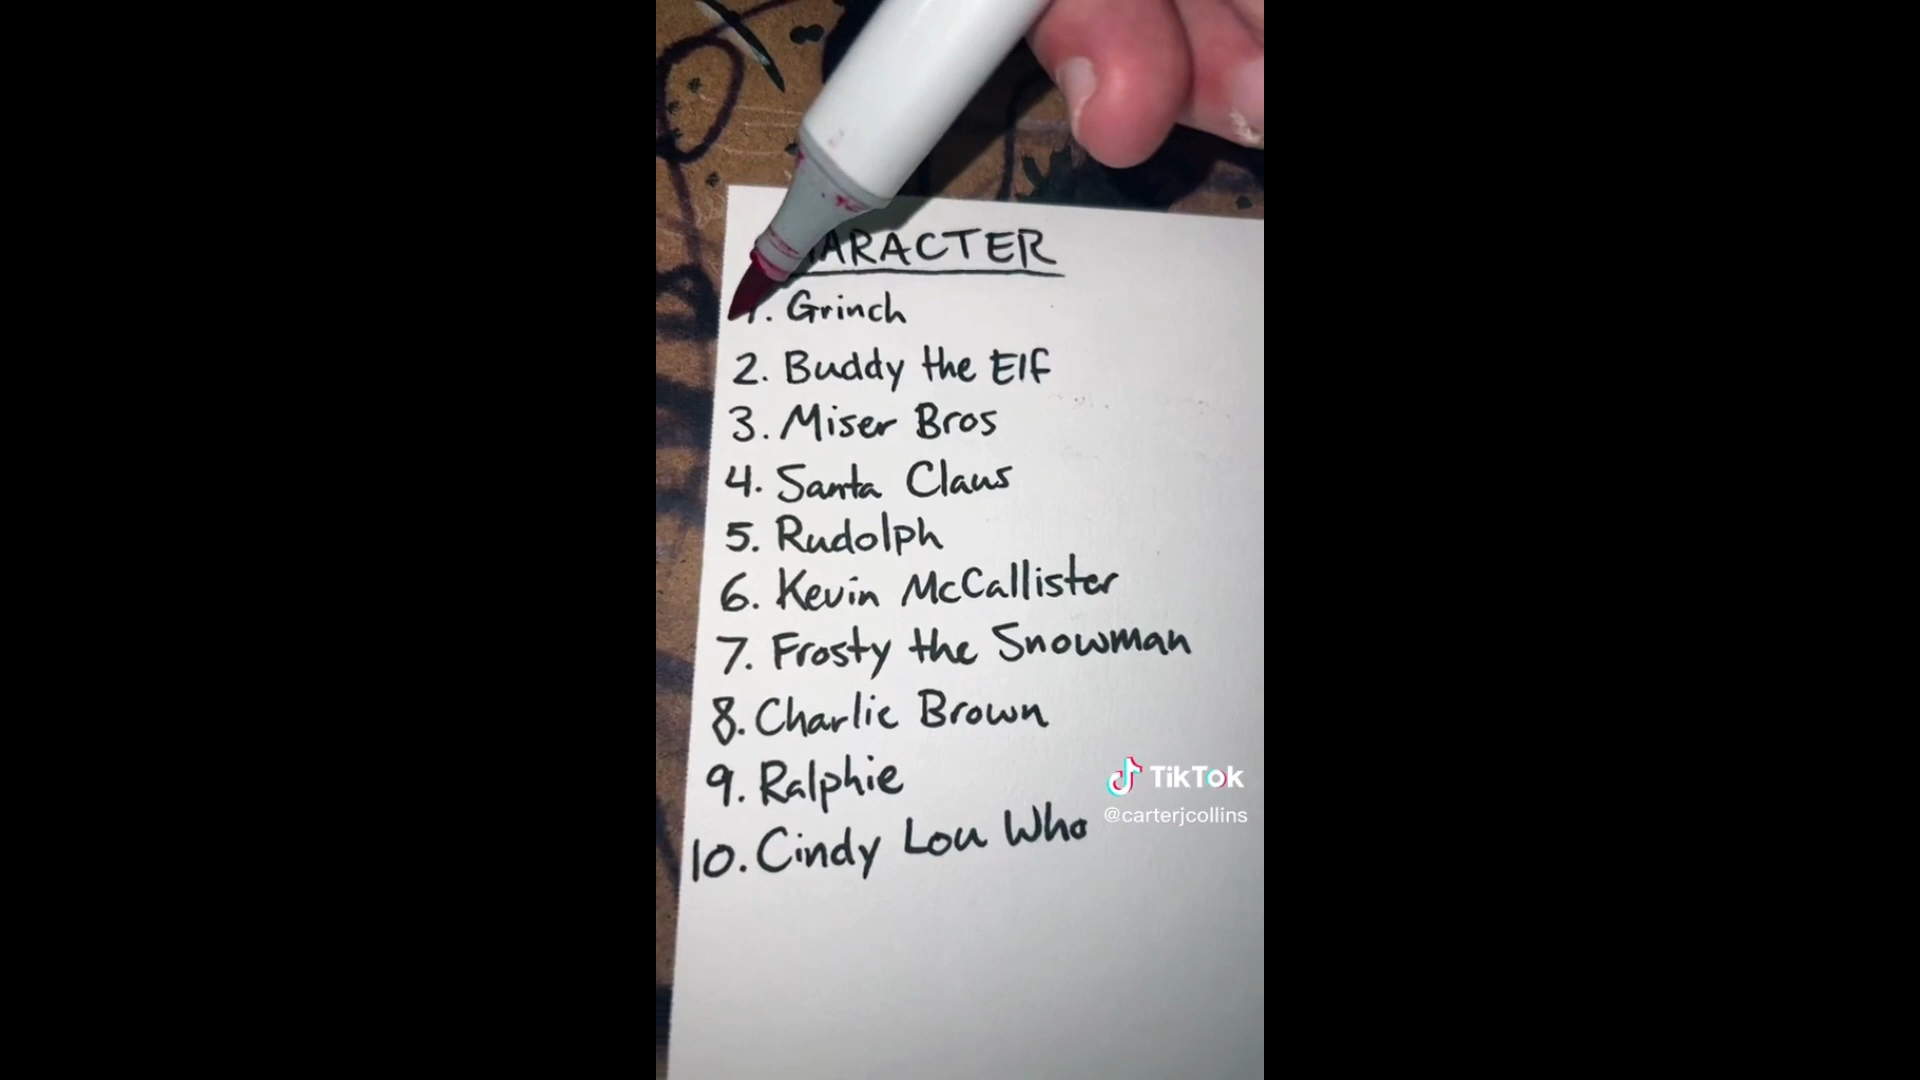 ARACTER
1. Grinch
2. Buddy the Elf
3. Miser Bros
4. Santa Claus
5. Rudolph
6. Kevin McCallister
7. Frosty the Snowman
8. Charlie Brown
9. Ralphie
10. Cindy Lou Who
TikTok
@carterjcollins